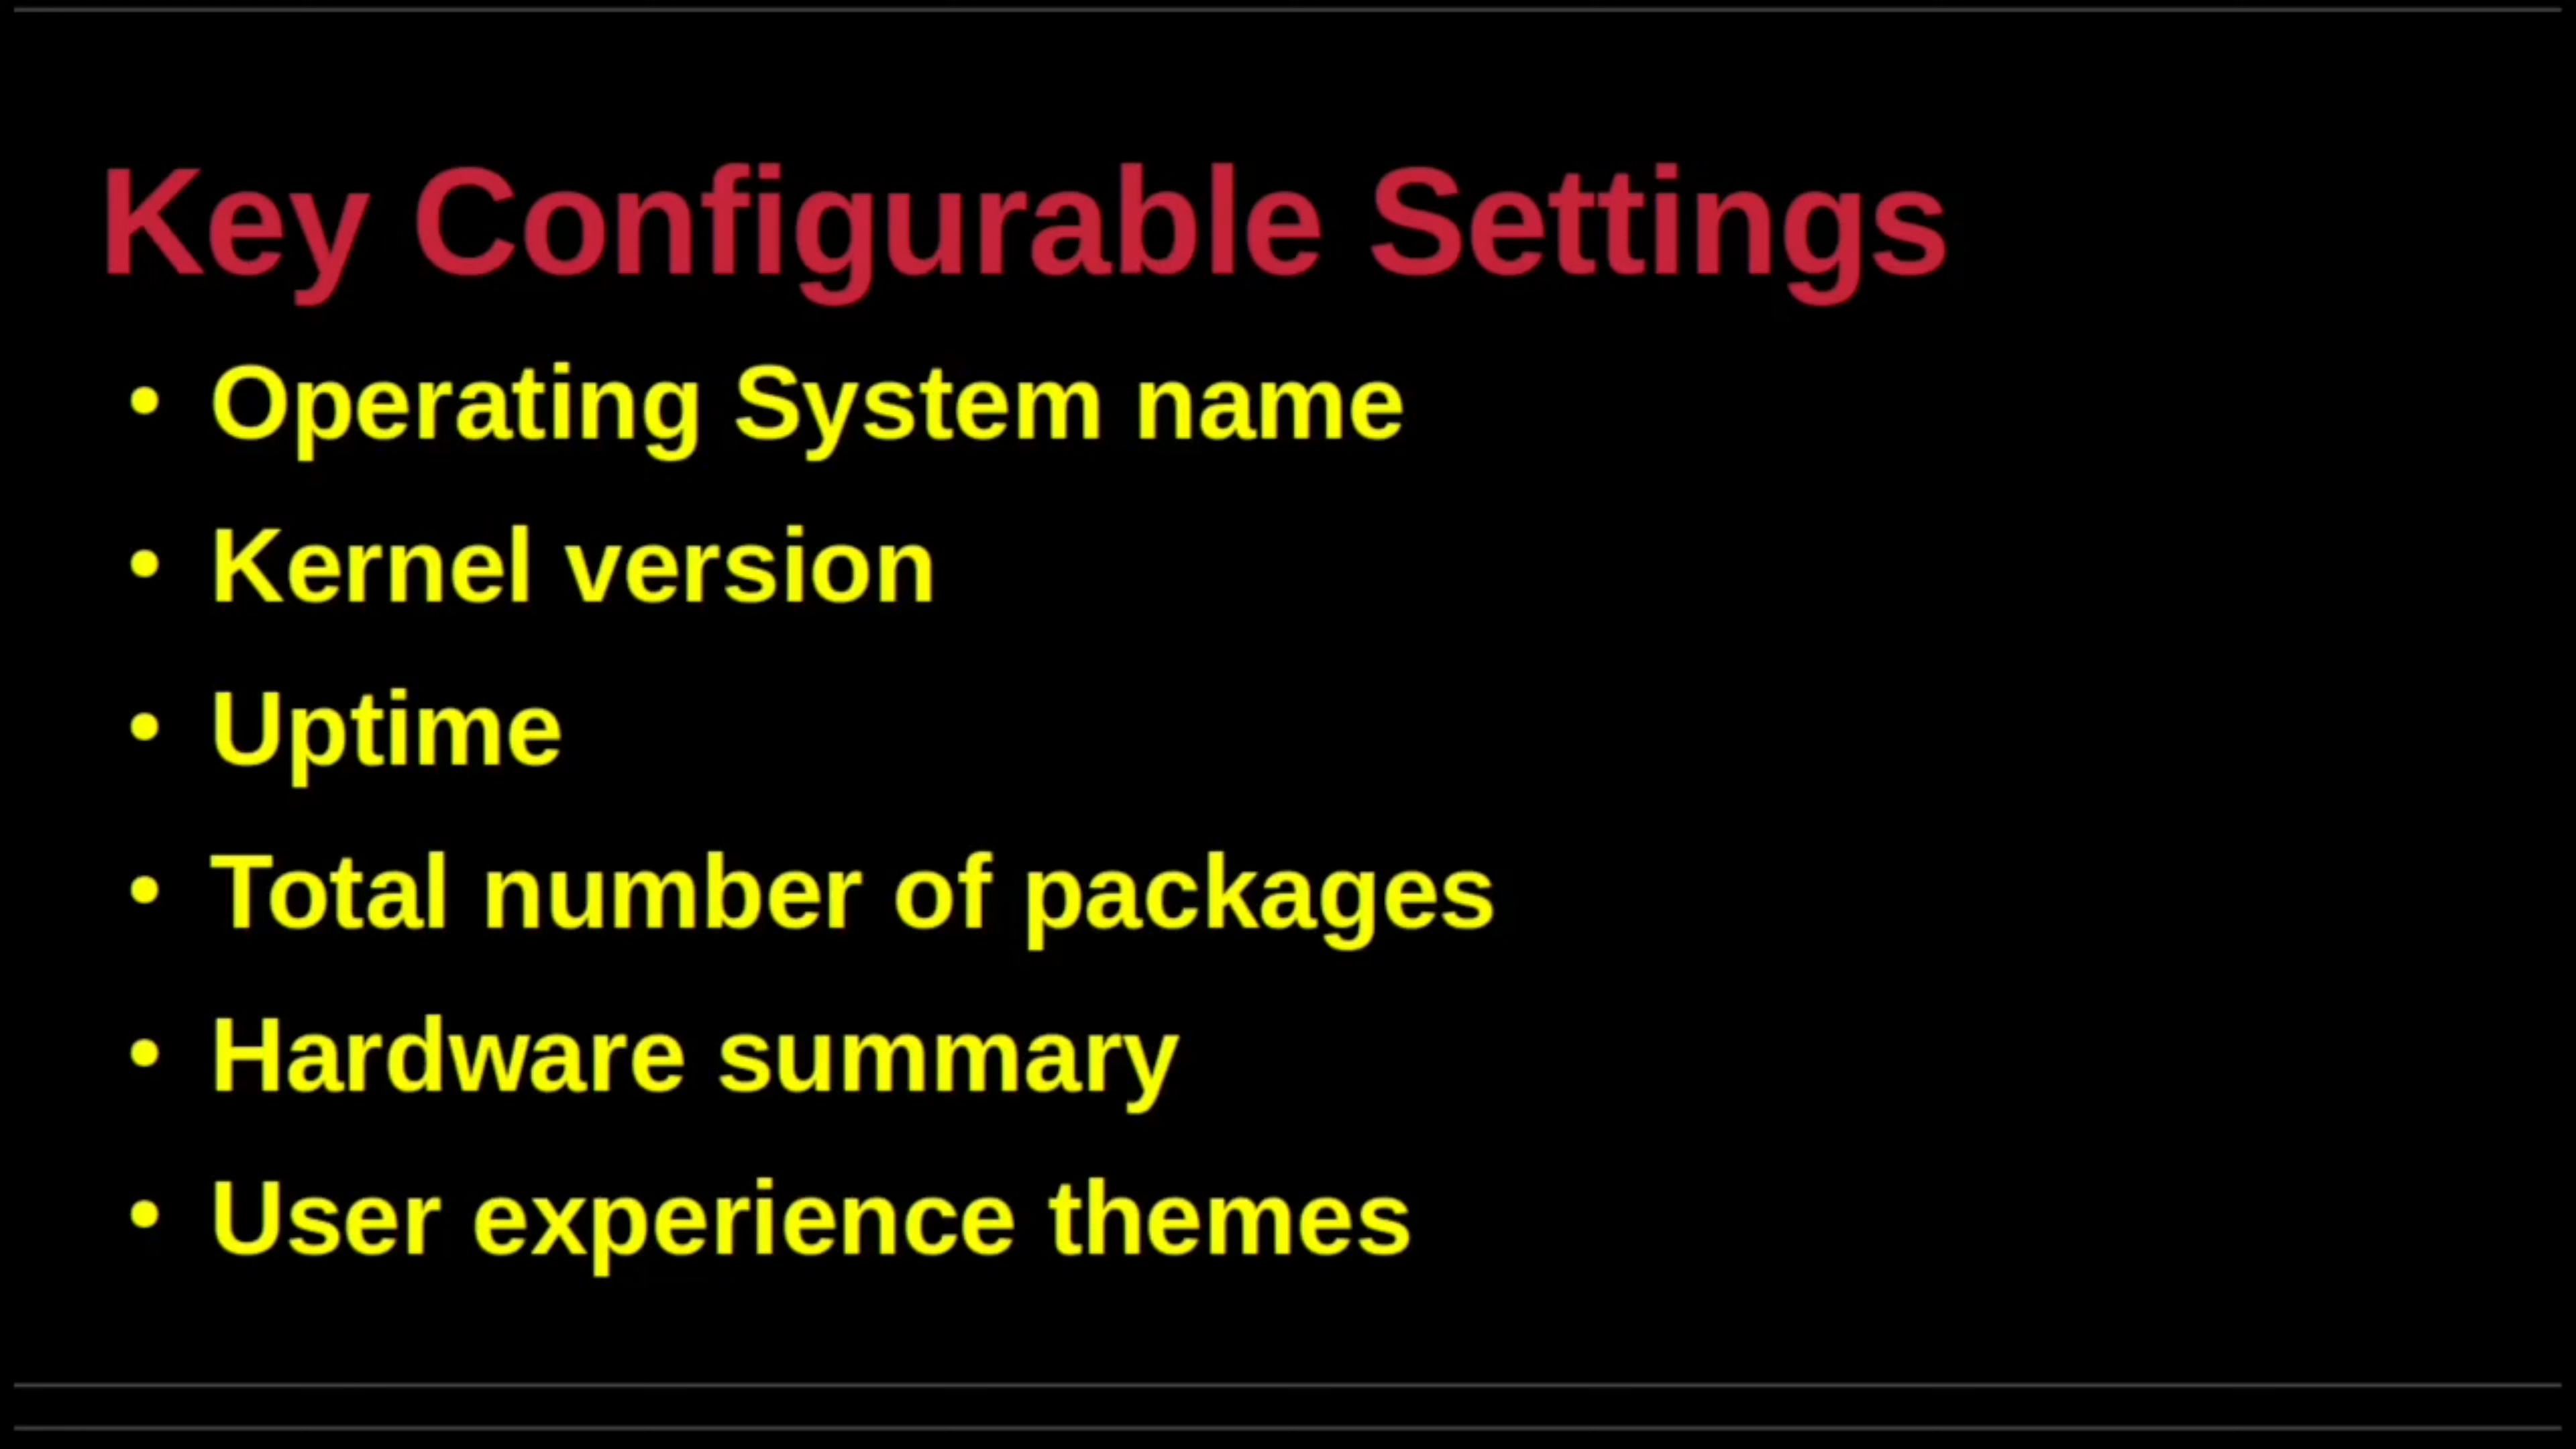 Key Configurable Settings
• Operating System name
• Kernel version
• Uptime
• Total number of packages
• Hardware summary
• User experience themes